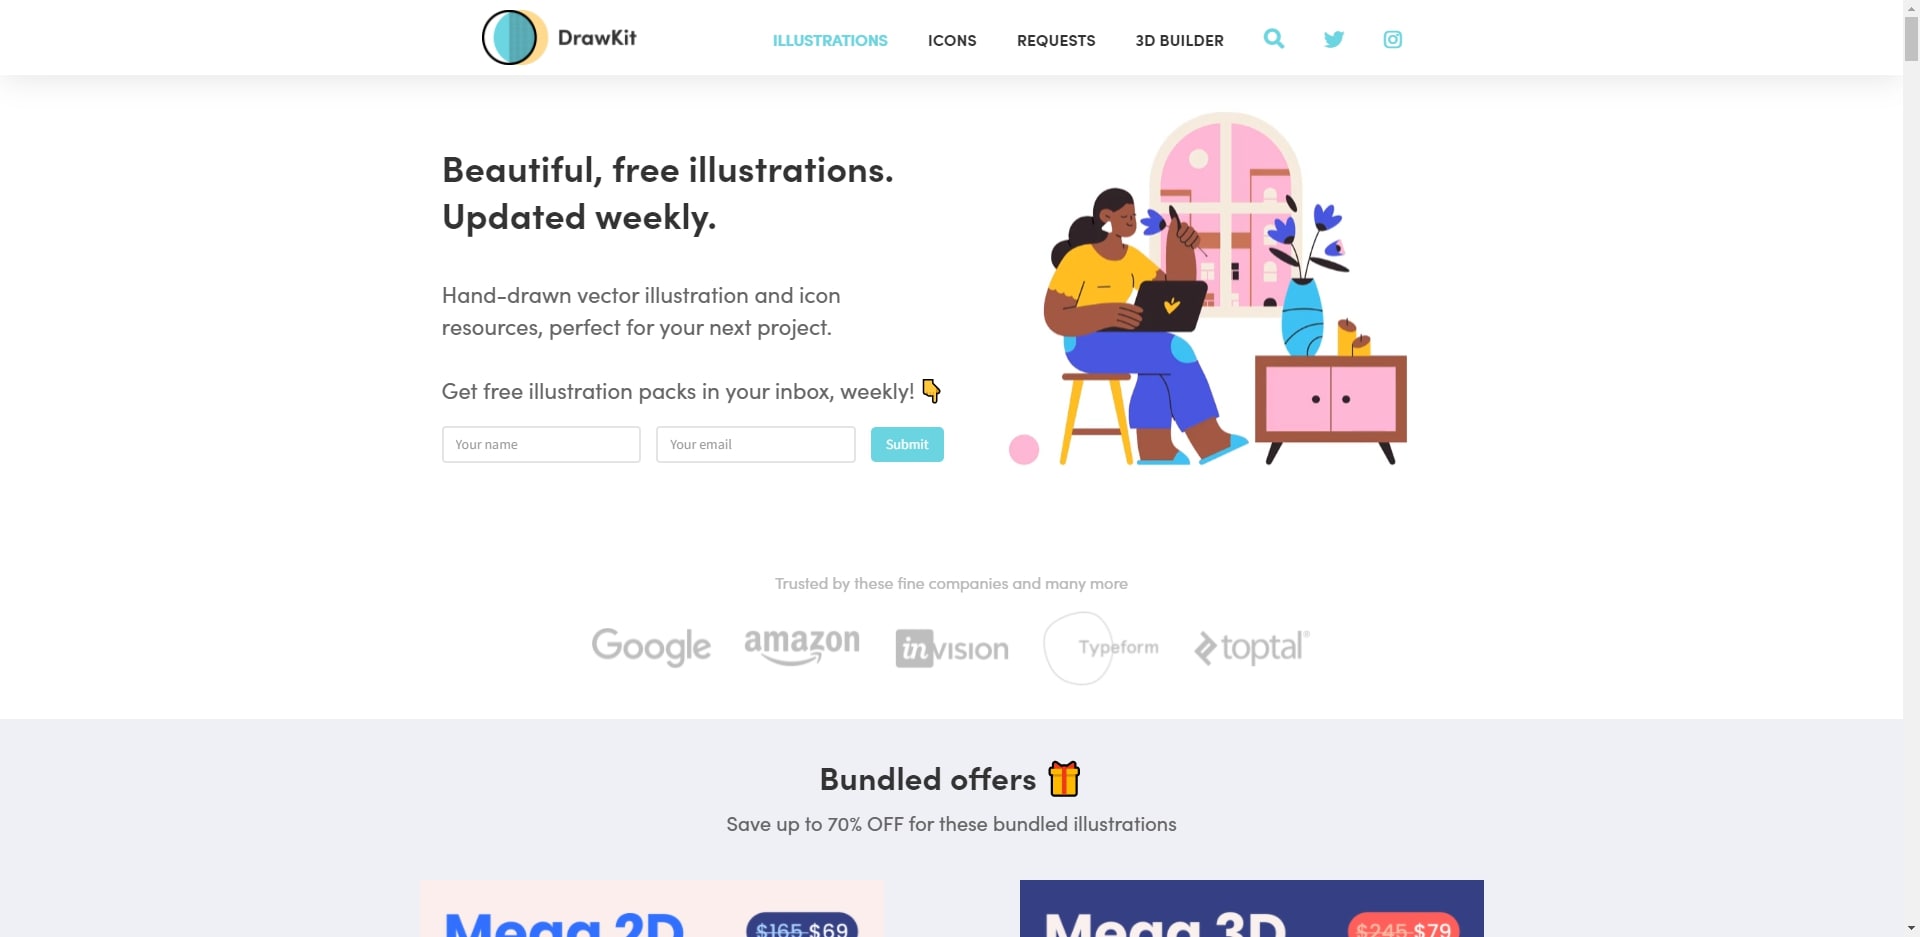 DrawKit
ILLUSTRATIONS ICONS REQUESTS 3D BUILDER
Beautiful, free illustrations.
Updated weekly.
Hand-drawn vector illustration and icon
resources, perfect for your next project.
Get free illustration packs in your inbox, weekly!
Your name Your email Submit
Trusted by these fine companies and many more
Google amazon invision Typeform toptal®
Bundled offers
Save up to 70% OFF for these bundled illustrations
Mega 2D $165 $69
Mega 3D $245 $79